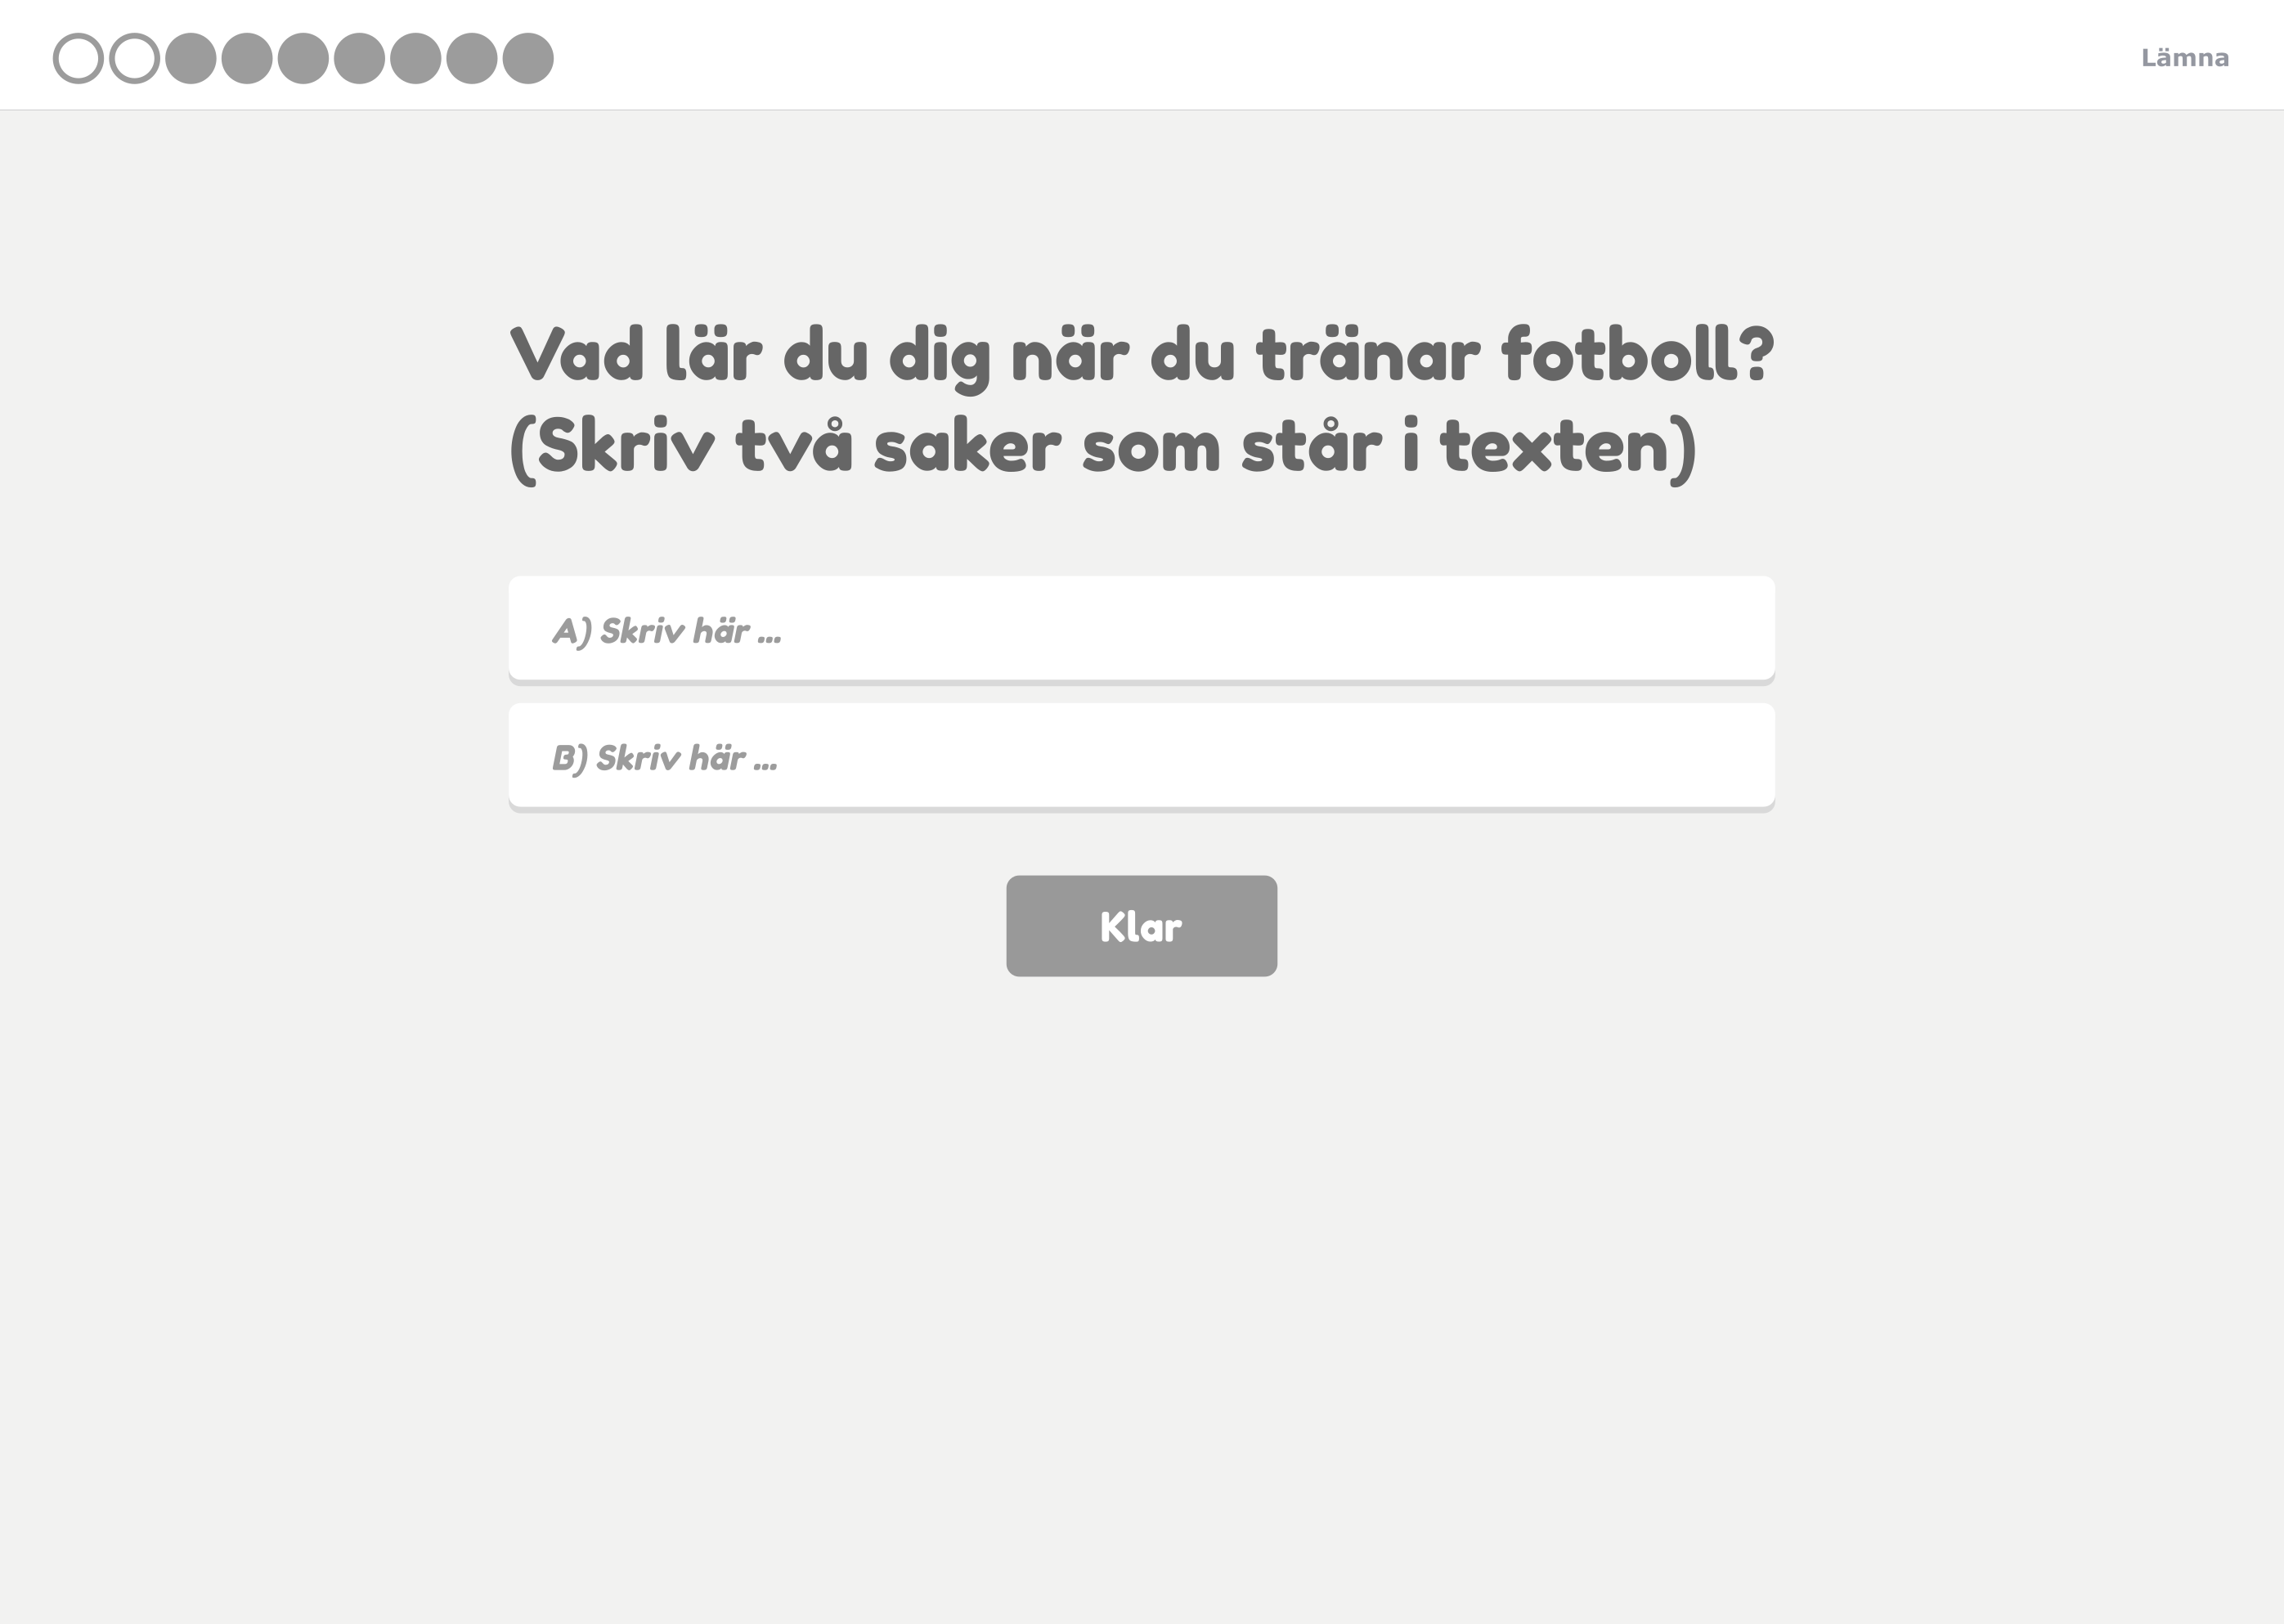 Lämna
Vad lär du dig när du tränar fotboll?
(Skriv två saker som står i texten)
A) Skriv här ...
B) Skriv här ...
Klar